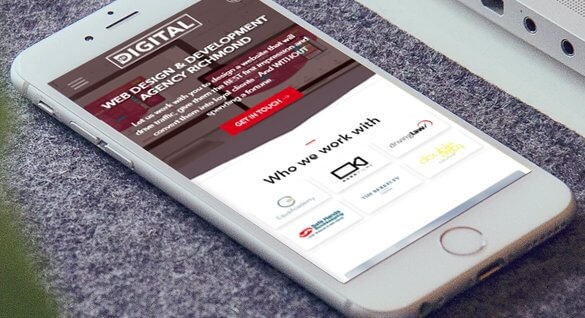 DIGITAL
WEB DESIGN & DEVELOPMENT
AGENCY RICHMOND
Let us work with you to design a website that will
drive traffic, give them the BEST first impression and
convert them into loyal clients. And WITHOUT
spending a fortune
GET IN TOUCH
Who we work with
drivinglaw
THE BERKELEY
Safe Hands